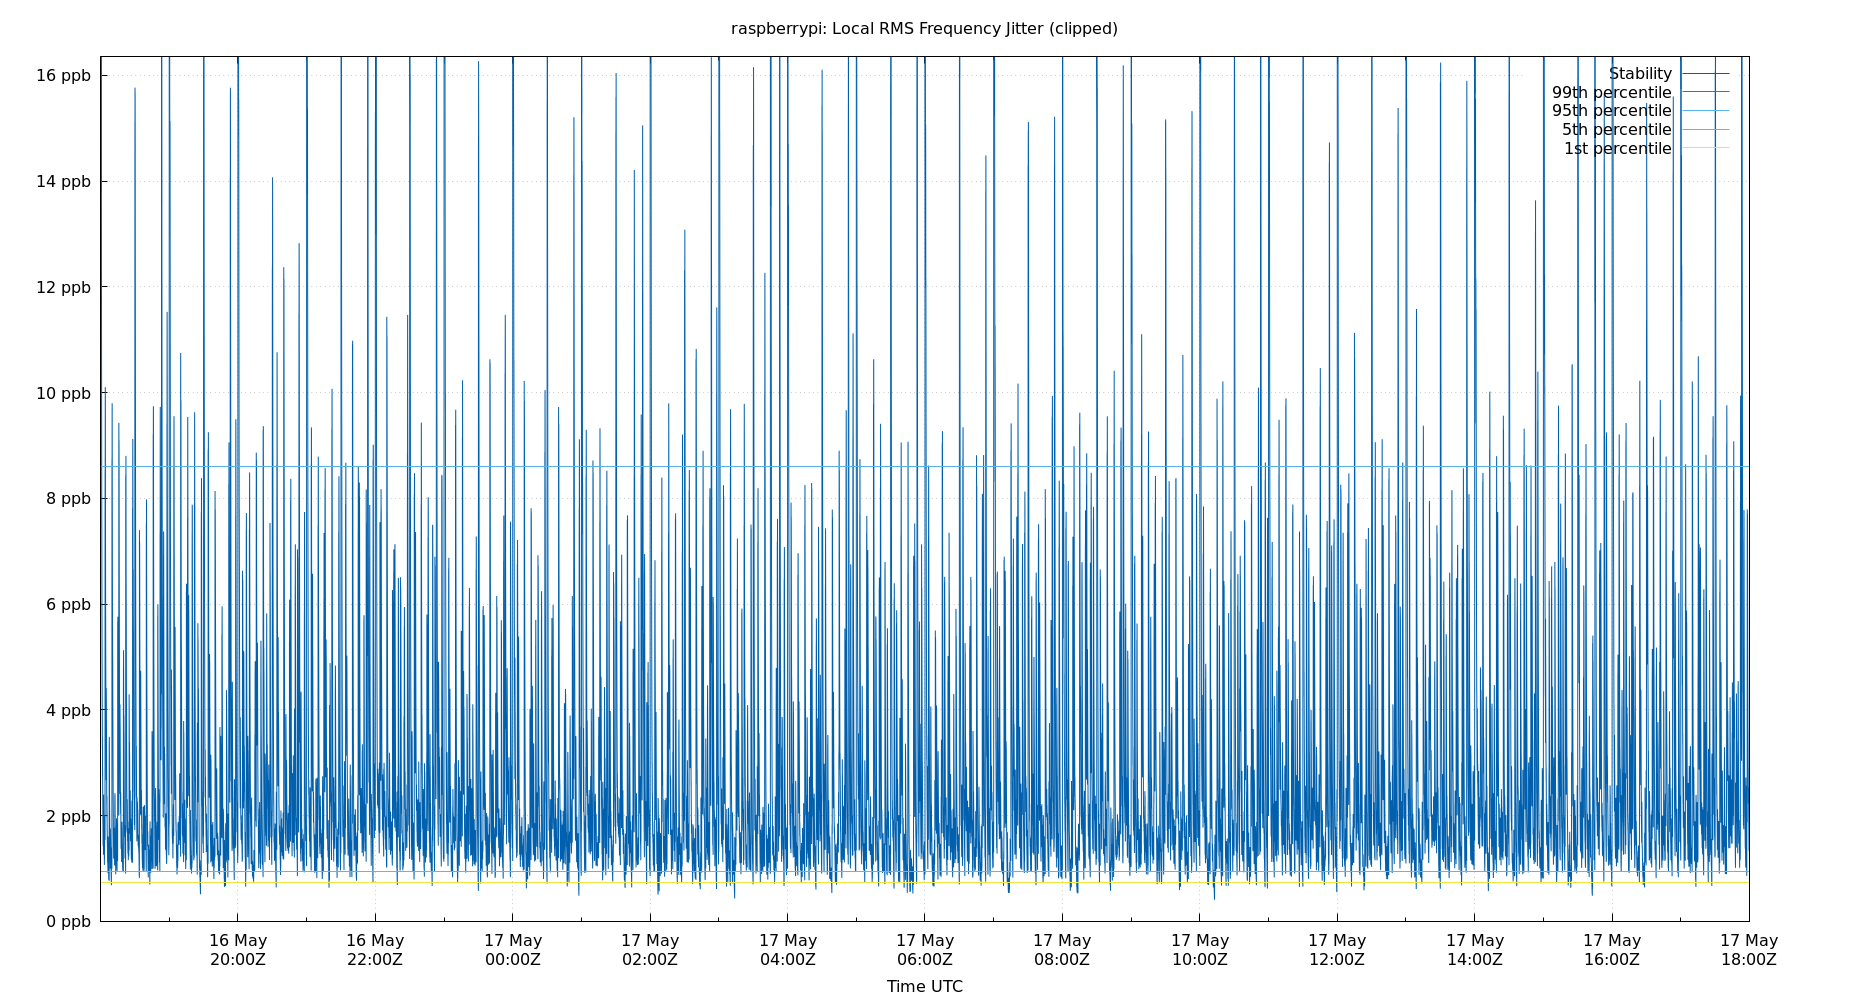 raspberrypi: Local RMS Frequency Jitter (clipped)
16 ppb
14 ppb
12 ppb
10 ppb
8 ppb
6 ppb
4 ppb
2 ppb
0 ppb
Stability
99th percentile
95th percentile
5th percentile
1st percentile
16 May
20:00Z
16 May
22:00Z
17 May
00:00Z
17 May
02:00Z
17 May
04:00Z
17 May
06:00Z
17 May
08:00Z
17 May
10:00Z
17 May
12:00Z
17 May
14:00Z
17 May
16:00Z
17 May
18:00Z
Time UTC